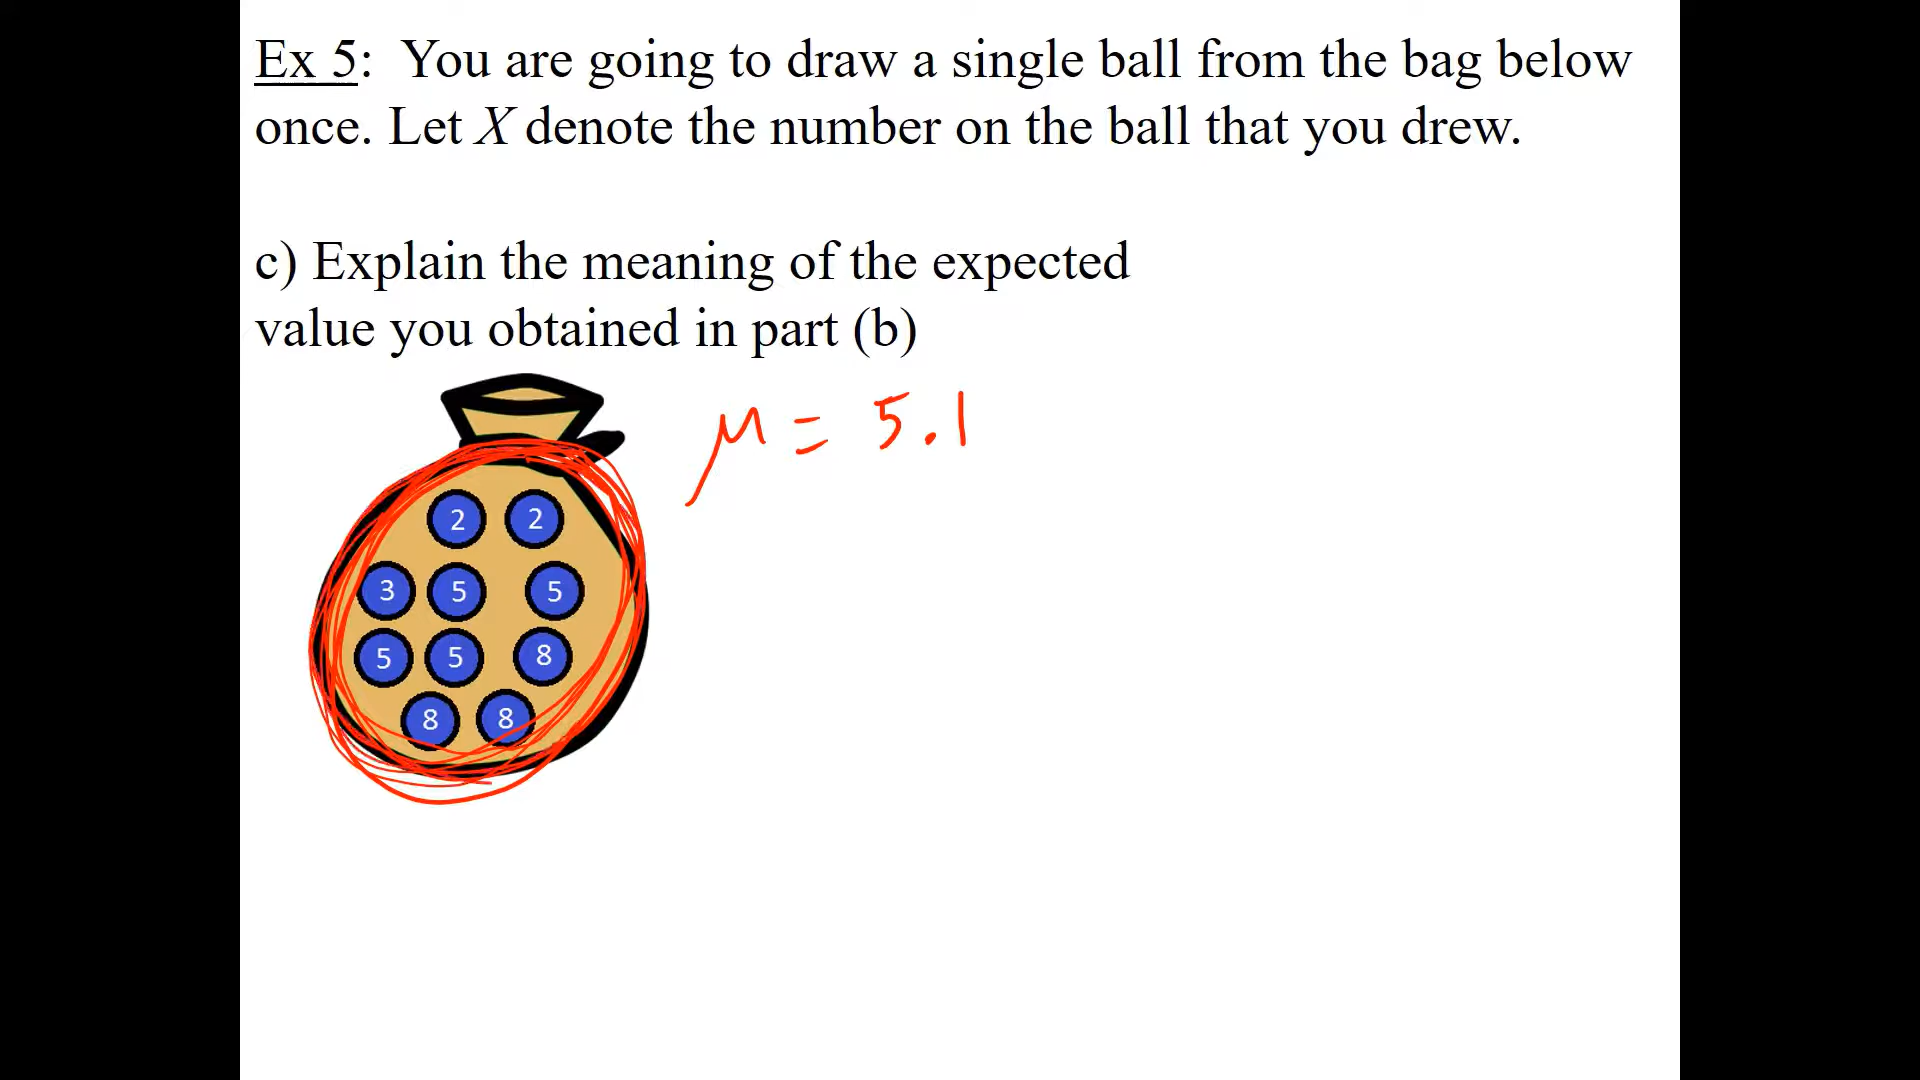 Ex 5: You are going to draw a single ball from the bag below
once. Let X denote the number on the ball that you drew.
c) Explain the meaning of the expected
value you obtained in part (b)
μ = 5.1
2 2
3 5 5
5 5 8
8 8